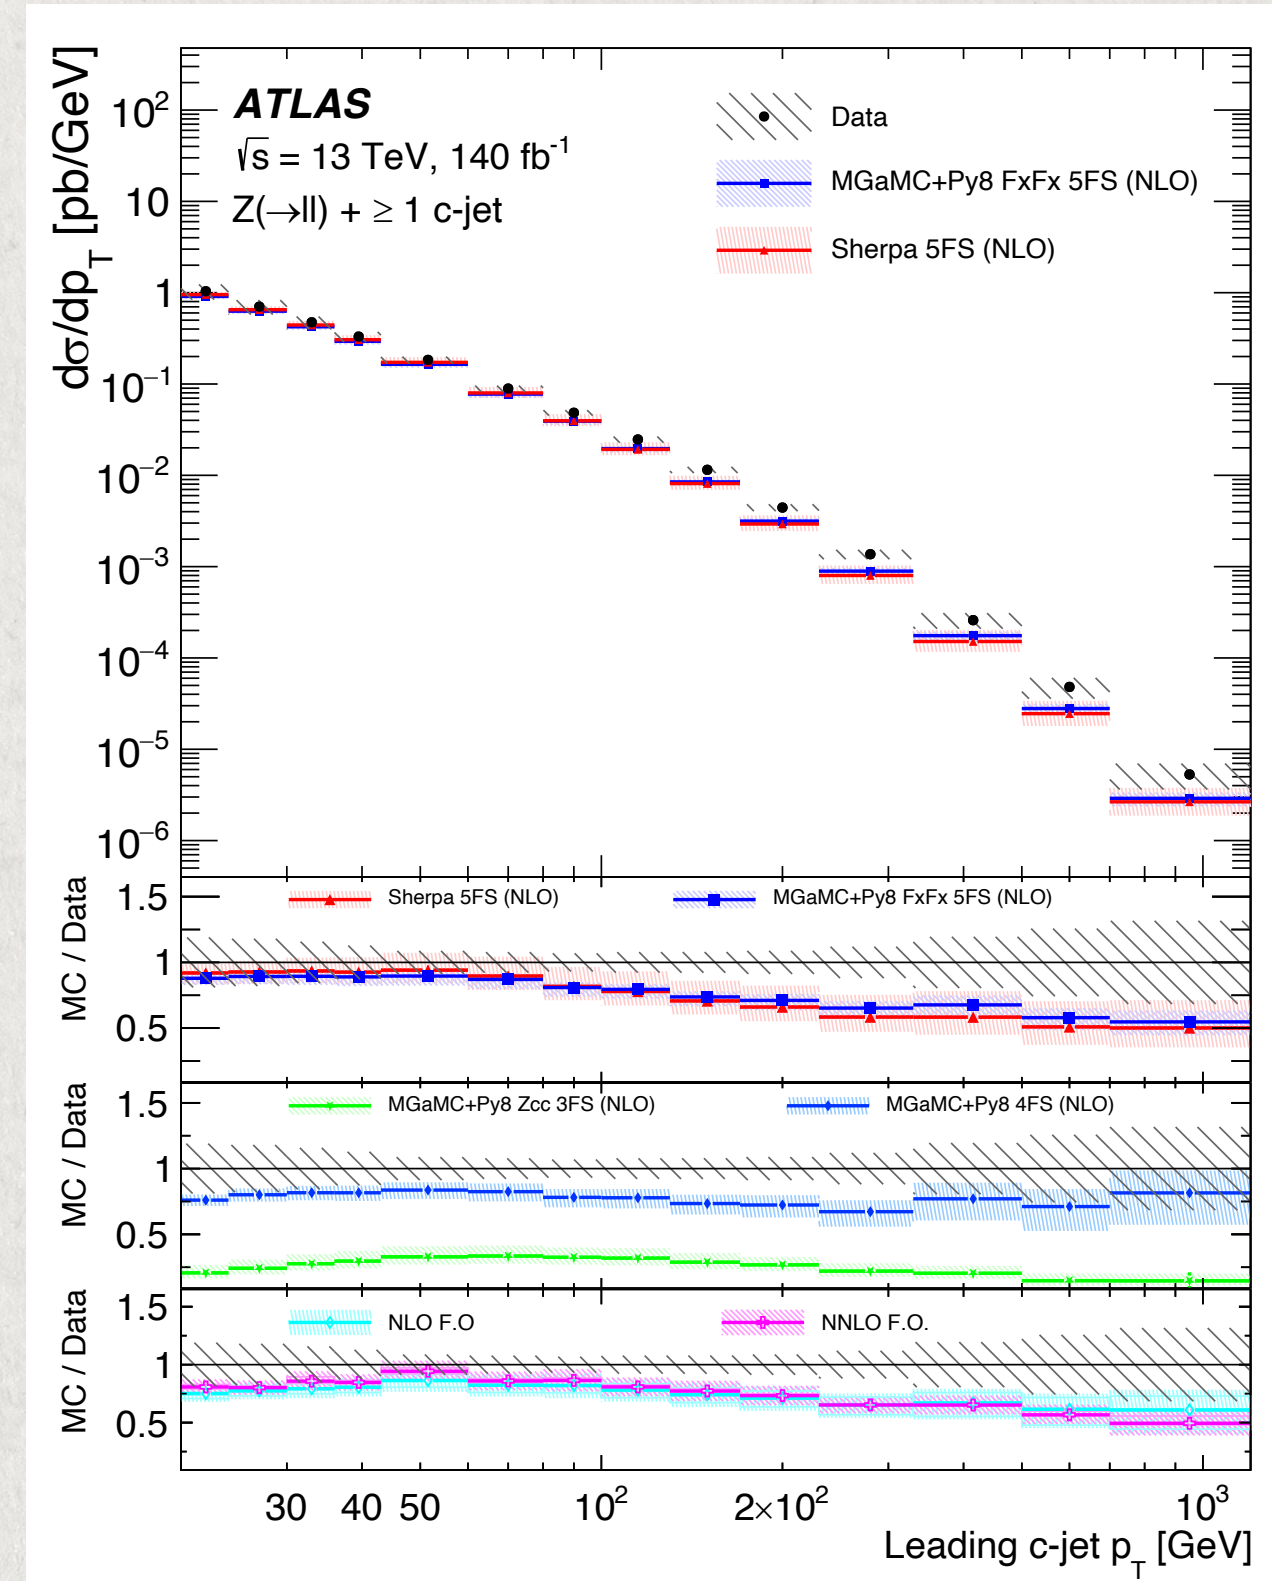 dσ/dp_T [pb/GeV]
ATLAS
√s = 13 TeV, 140 fb⁻¹
Z(→ll) + ≥ 1 c-jet
Data
MGaMC+Py8 FxFx 5FS (NLO)
Sherpa 5FS (NLO)
10²
10
1
10⁻¹
10⁻²
10⁻³
10⁻⁴
10⁻⁵
10⁻⁶
MC / Data
Sherpa 5FS (NLO)
MGaMC+Py8 FxFx 5FS (NLO)
1.5
1
0.5
MC / Data
MGaMC+Py8 Zcc 3FS (NLO)
MGaMC+Py8 4FS (NLO)
1.5
1
0.5
MC / Data
NLO F.O
NNLO F.O.
1.5
1
0.5
30 40 50 10² 2×10² 10³
Leading c-jet p_T [GeV]